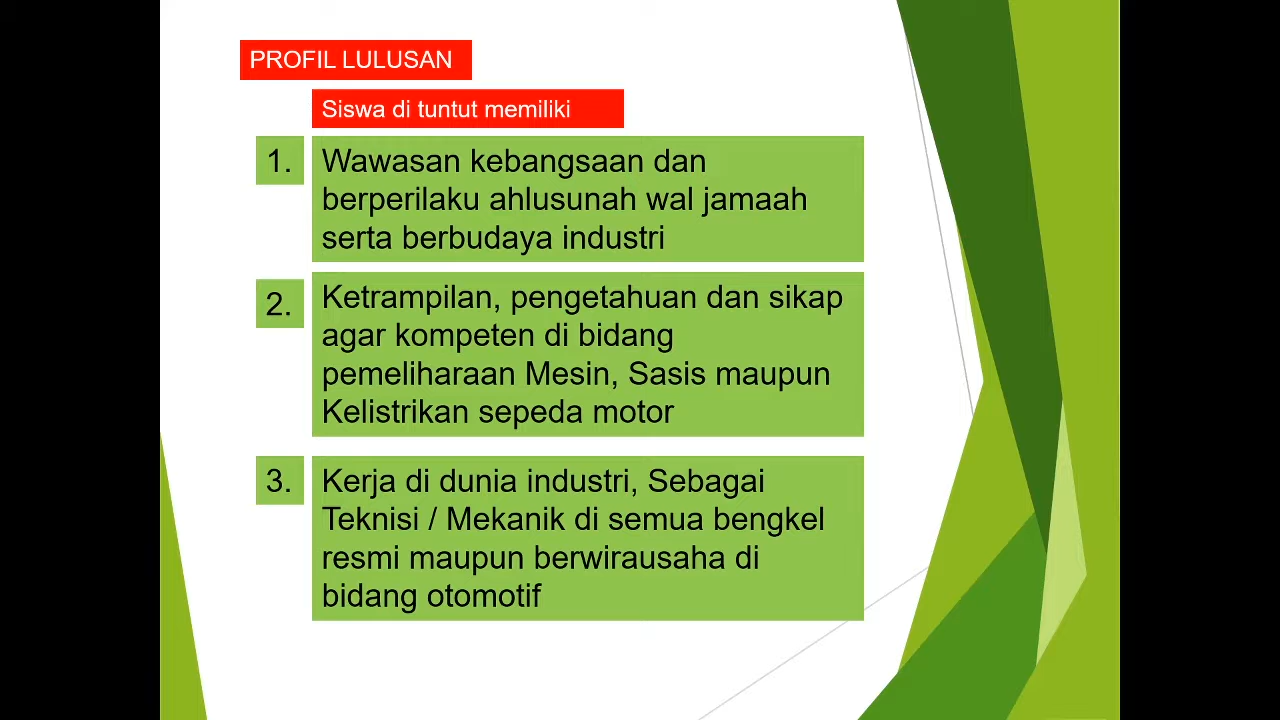 PROFIL LULUSAN
Siswa di tuntut memiliki
1.
Wawasan kebangsaan dan
berperilaku ahlusunah wal jamaah
serta berbudaya industri
2.
Ketrampilan, pengetahuan dan sikap
agar kompeten di bidang
pemeliharaan Mesin, Sasis maupun
Kelistrikan sepeda motor
3.
Kerja di dunia industri, Sebagai
Teknisi / Mekanik di semua bengkel
resmi maupun berwirausaha di
bidang otomotif